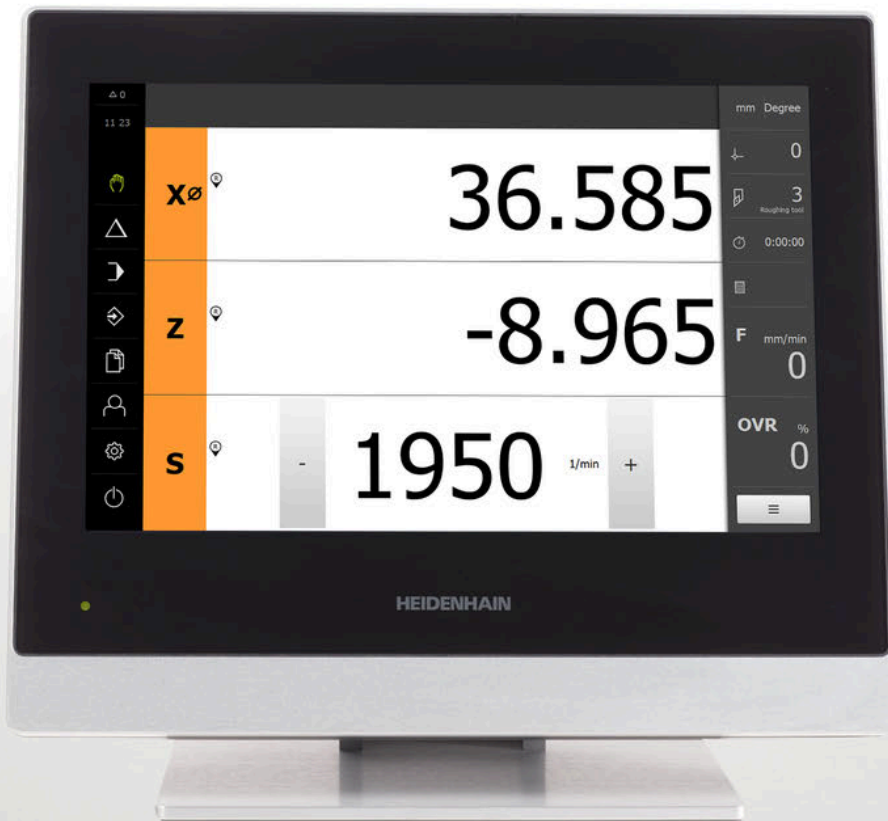 △ 0
11 23
X⌀ R 36.585
Z R -8.965
S R - 1950 1/min +
mm Degree
0
3
Roughing tool
0:00:00
F mm/min
0
OVR %
0
HEIDENHAIN